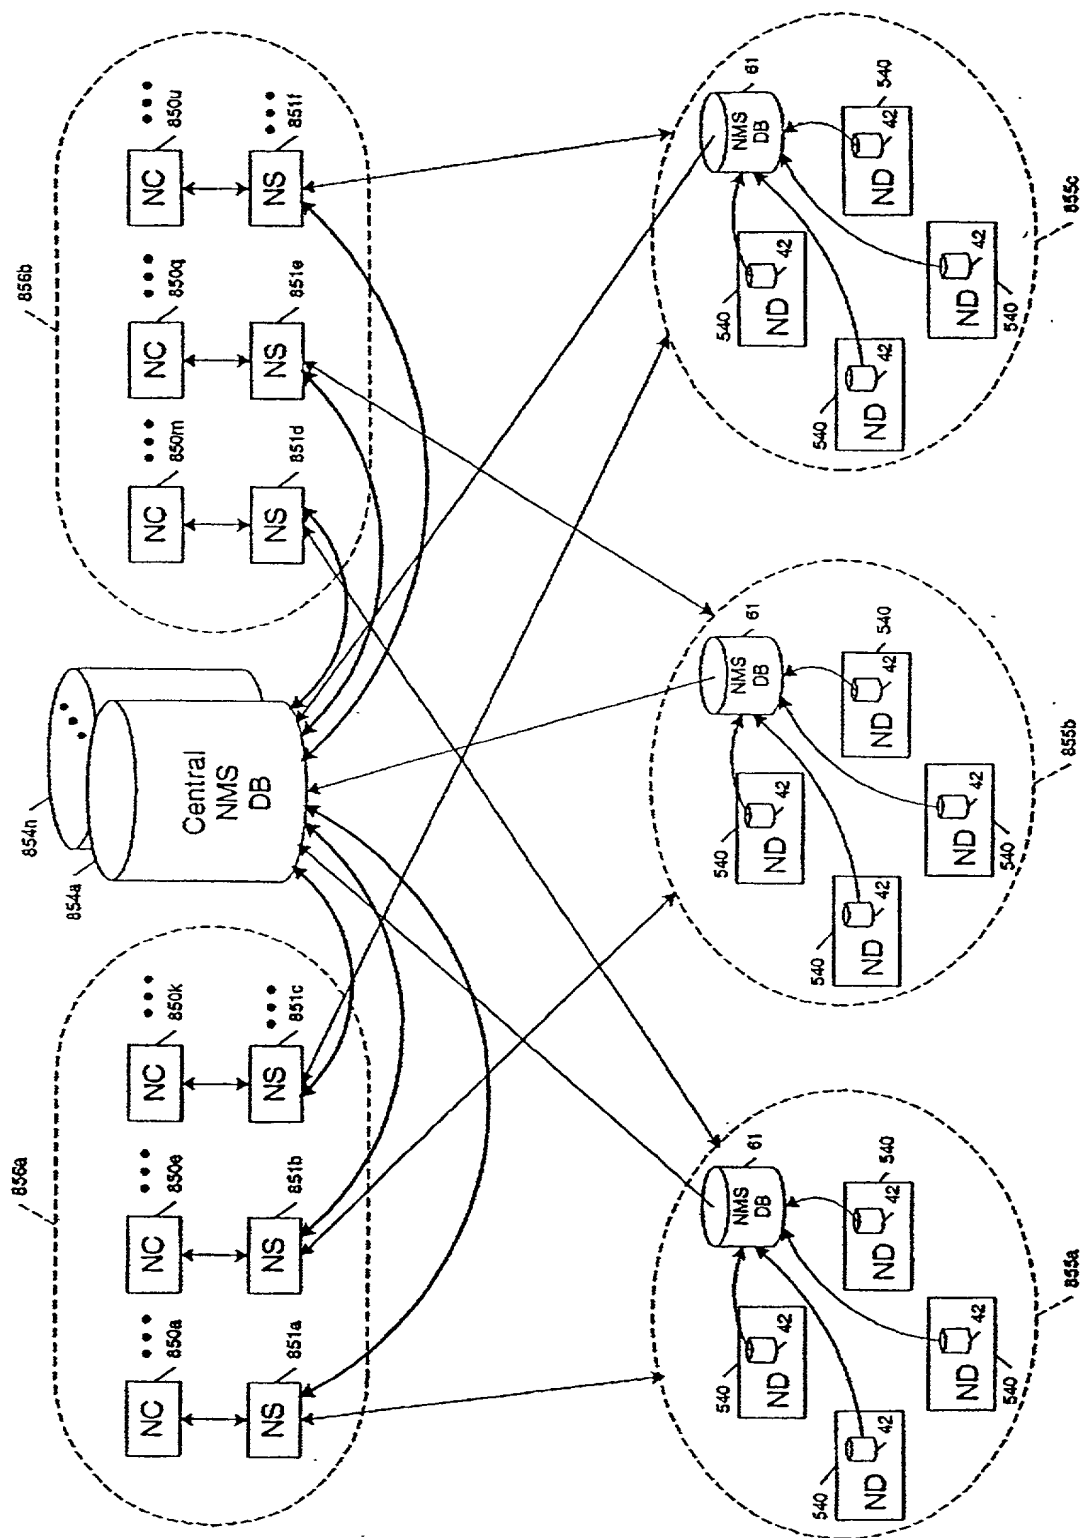 856a
850a
NC
850e
NC
850k
NC
851a
NS
851b
NS
851c
NS
854n
854a
Central
NMS
DB
856b
850m
NC
850q
NC
850u
NC
851d
NS
851e
NS
851f
NS
61
NMS
DB
540
42
ND
540
42
ND
540
42
ND
540
42
ND
855a
61
NMS
DB
540
42
ND
540
42
ND
540
42
ND
540
42
ND
855b
61
NMS
DB
540
42
ND
540
42
ND
540
42
ND
540
42
ND
855c